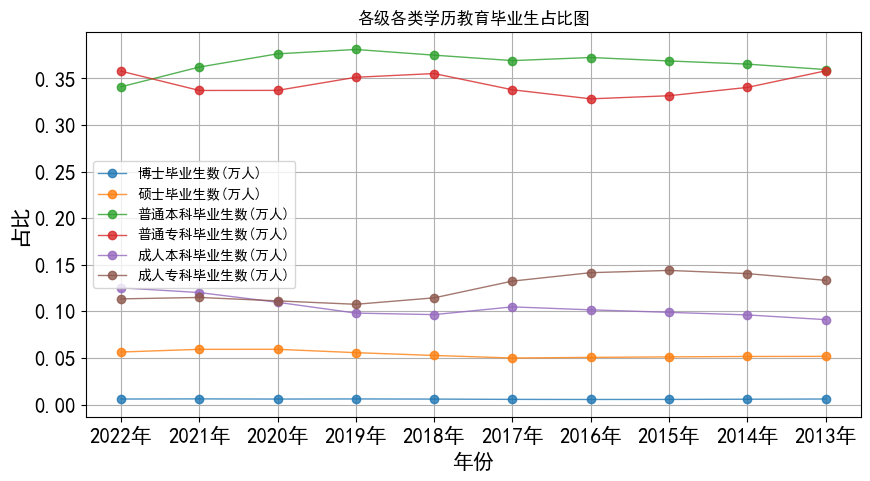 各级各类学历教育毕业生占比图
占比
0.35
0.30
0.25
0.20
0.15
0.10
0.05
0.00
博士毕业生数(万人)
硕士毕业生数(万人)
普通本科毕业生数(万人)
普通专科毕业生数(万人)
成人本科毕业生数(万人)
成人专科毕业生数(万人)
2022年 2021年 2020年 2019年 2018年 2017年 2016年 2015年 2014年 2013年
年份